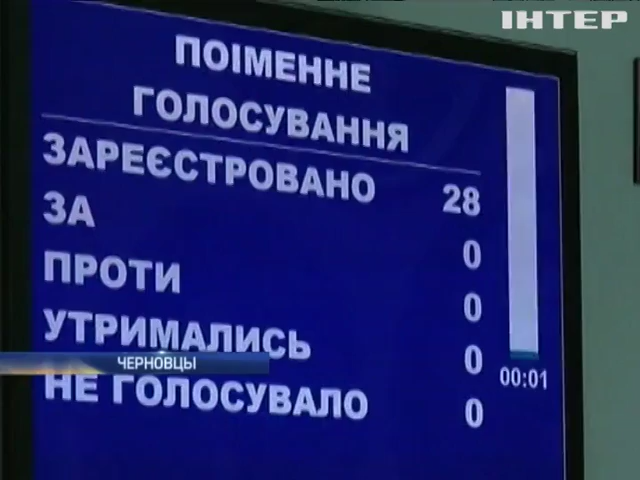 ІНТЕР
ПОІМЕННЕ
ГОЛОСУВАННЯ
ЗАРЕЄСТРОВАНО 28
ЗА 0
ПРОТИ 0
УТРИМАЛИСЬ 0
00:01
ЧЕРНОВЦЫ
НЕ ГОЛОСУВАЛО 0